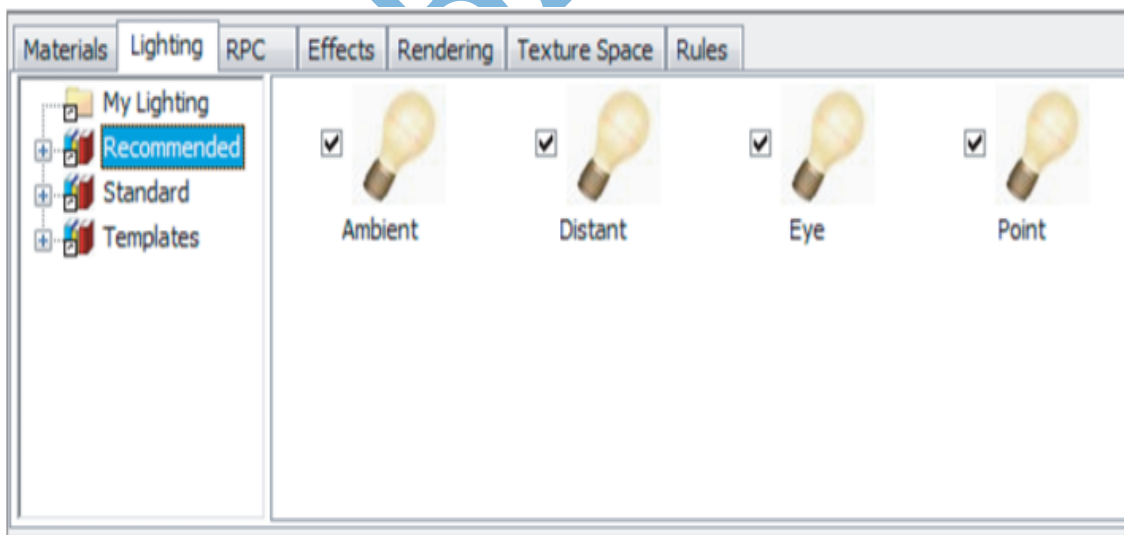 Materials Lighting RPC Effects Rendering Texture Space Rules
My Lighting
Recommended
Standard
Templates
Ambient Distant Eye Point